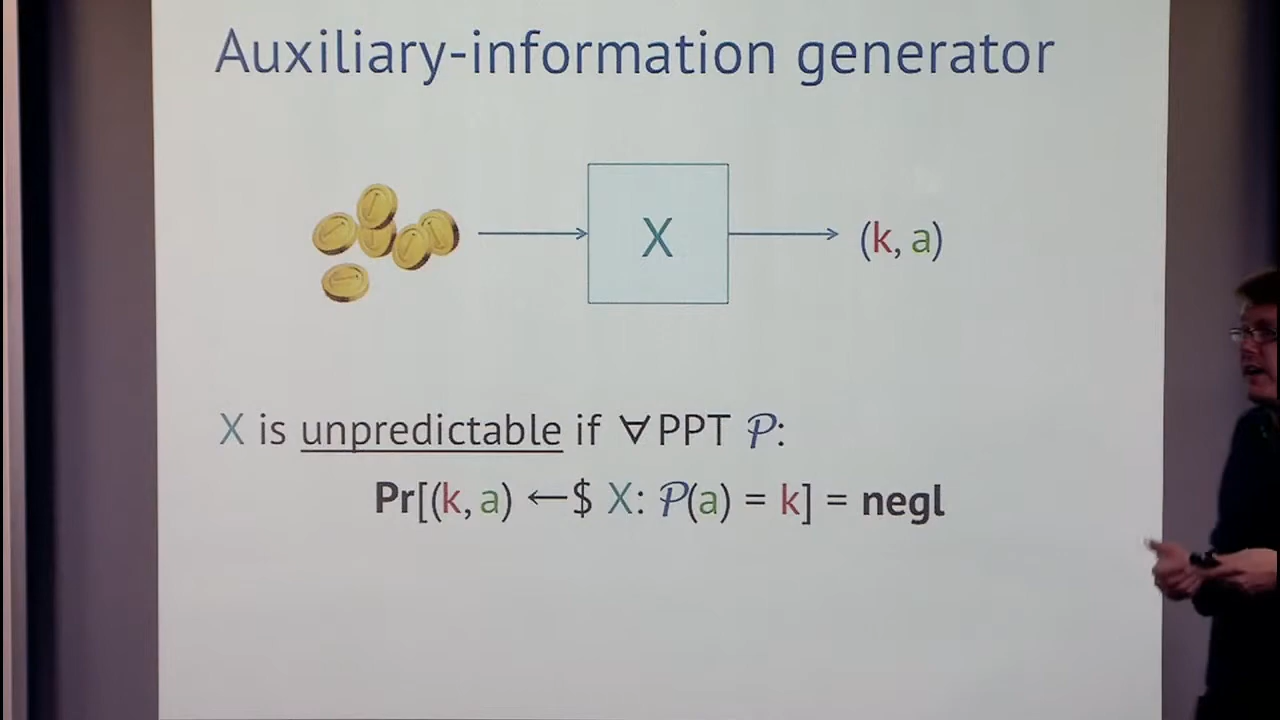 Auxiliary-information generator
X
(k, a)
X is unpredictable if ∀ PPT 𝒫:
Pr[(k, a) ←$ X: 𝒫(a) = k] = negl